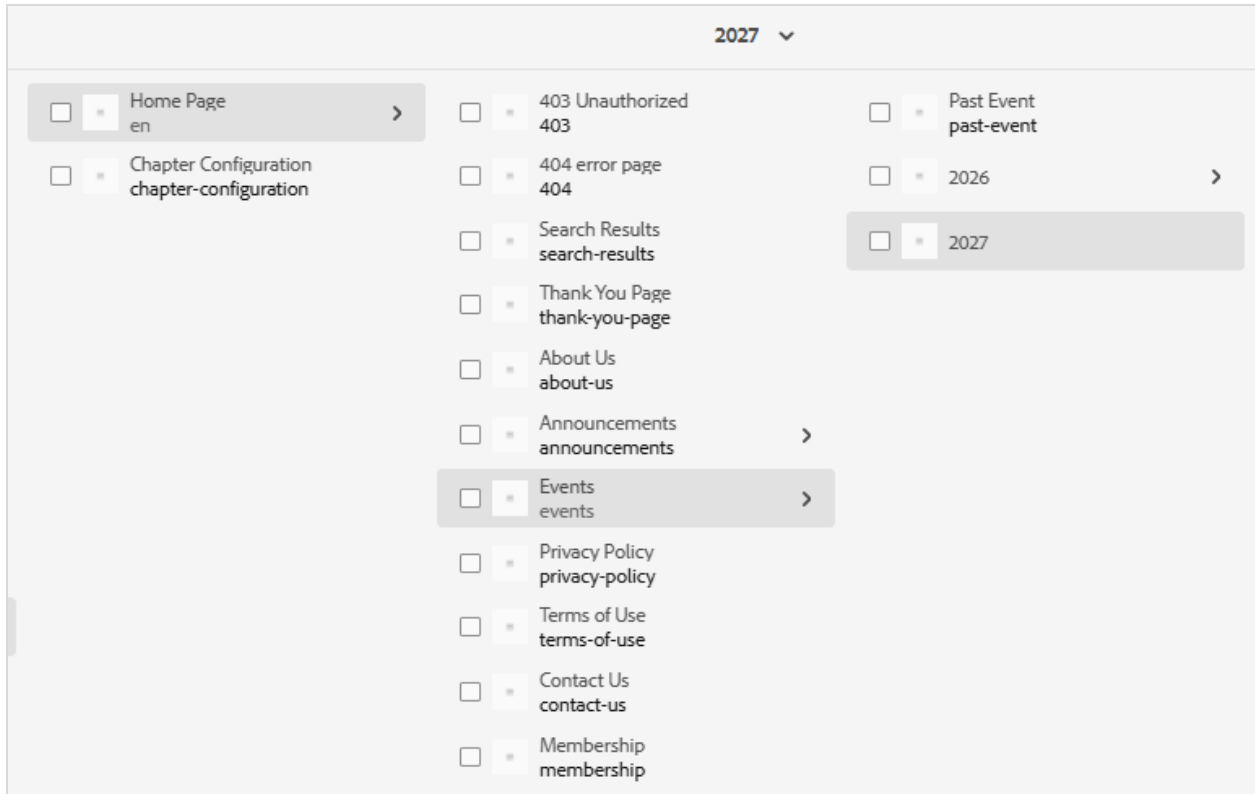 2027
Home Page
en
Chapter Configuration
chapter-configuration
403 Unauthorized
403
404 error page
404
Search Results
search-results
Thank You Page
thank-you-page
About Us
about-us
Announcements
announcements
Events
events
Privacy Policy
privacy-policy
Terms of Use
terms-of-use
Contact Us
contact-us
Membership
membership
Past Event
past-event
2026
2027